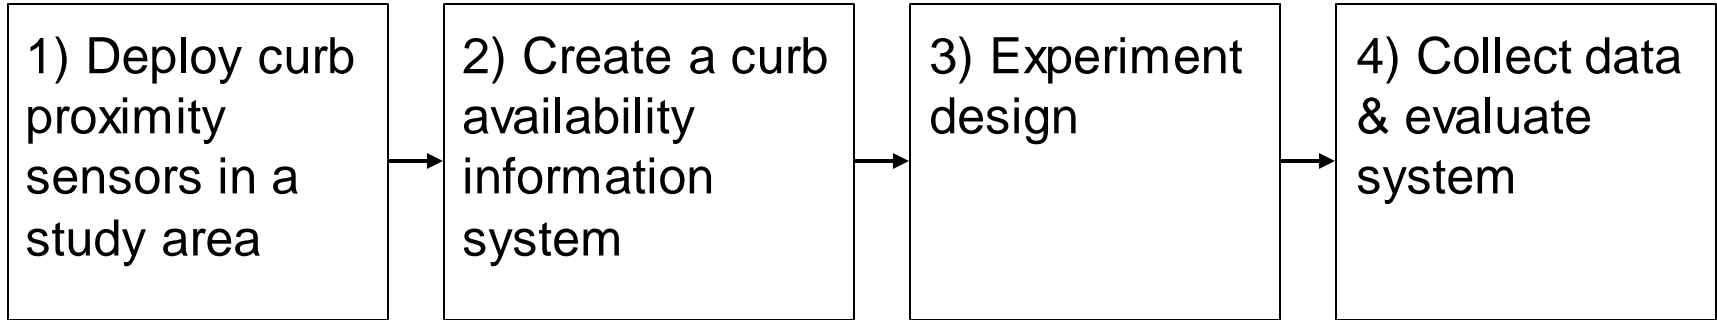 1) Deploy curb
proximity
sensors in a
study area
2) Create a curb
availability
information
system
3) Experiment
design
4) Collect data
& evaluate
system